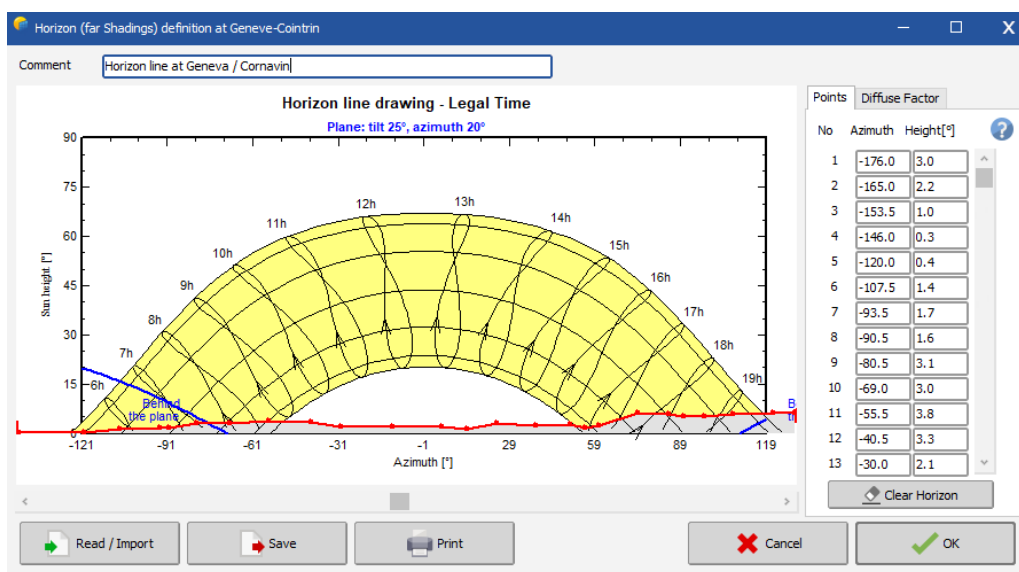 Horizon (far Shadings) definition at Geneve-Cointrin
Comment Horizon line at Geneva / Cornavin
Horizon line drawing - Legal Time
Plane: tilt 25°, azimuth 20°
90
75
60
45
30
15
0
Sun height [°]
6h
7h
8h
9h
10h
11h
12h
13h
14h
15h
16h
17h
18h
19h
Behind
the plane
B
t
-121 -91 -61 -31 -1 29 59 89 119
Azimuth [°]
Points Diffuse Factor
No Azimuth Height[°]
1 -176.0 3.0
2 -165.0 2.2
3 -153.5 1.0
4 -146.0 0.3
5 -120.0 0.4
6 -107.5 1.4
7 -93.5 1.7
8 -90.5 1.6
9 -80.5 3.1
10 -69.0 3.0
11 -55.5 3.8
12 -40.5 3.3
13 -30.0 2.1
Clear Horizon
Read / Import Save Print Cancel OK